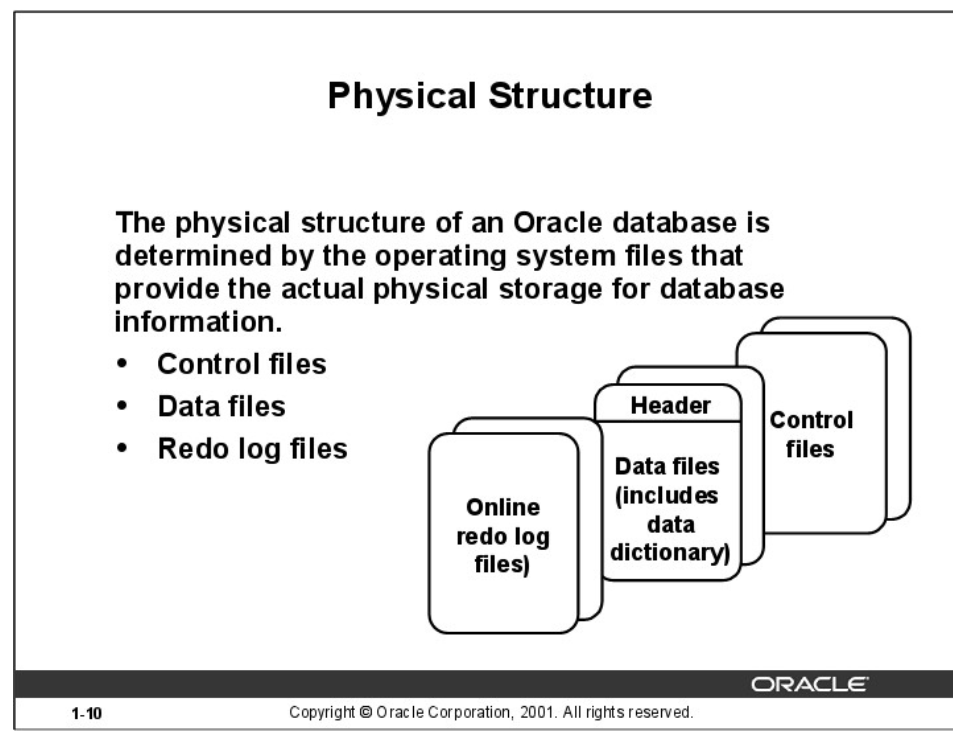 Physical Structure
The physical structure of an Oracle database is
determined by the operating system files that
provide the actual physical storage for database
information.
• Control files
• Data files
• Redo log files
Online
redo log
files)
Header
Data files
(includes
data
dictionary)
Control
files
ORACLE
1-10
Copyright © Oracle Corporation, 2001. All rights reserved.